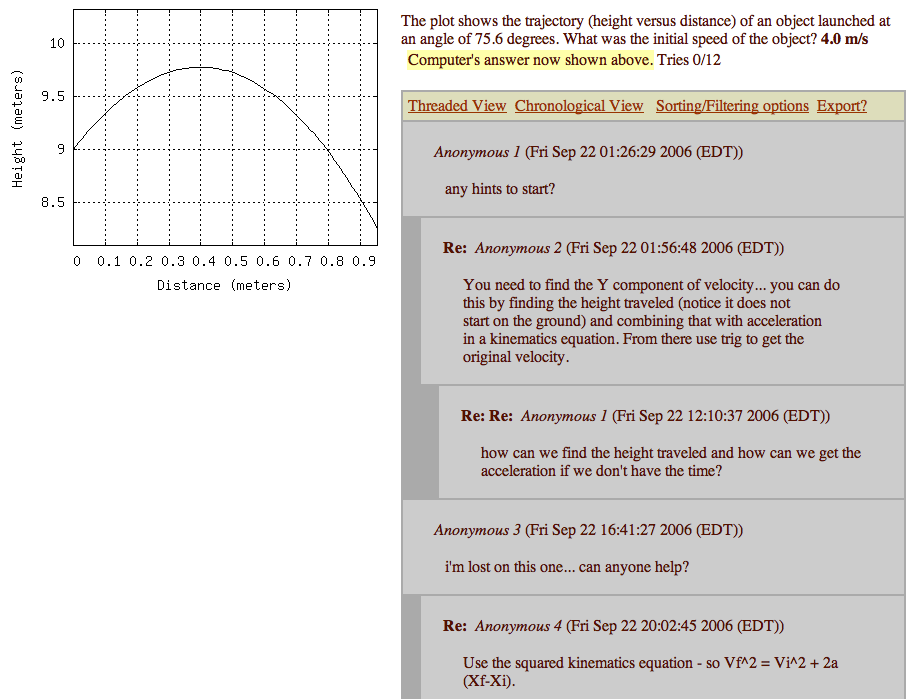 10
9.5
9
8.5
Height (meters)
0 0.1 0.2 0.3 0.4 0.5 0.6 0.7 0.8 0.9
Distance (meters)
The plot shows the trajectory (height versus distance) of an object launched at
an angle of 75.6 degrees. What was the initial speed of the object? 4.0 m/s
Computer's answer now shown above. Tries 0/12
Threaded View Chronological View Sorting/Filtering options Export?
Anonymous 1 (Fri Sep 22 01:26:29 2006 (EDT))
any hints to start?
Re: Anonymous 2 (Fri Sep 22 01:56:48 2006 (EDT))
You need to find the Y component of velocity... you can do
this by finding the height traveled (notice it does not
start on the ground) and combining that with acceleration
in a kinematics equation. From there use trig to get the
original velocity.
Re: Re: Anonymous 1 (Fri Sep 22 12:10:37 2006 (EDT))
how can we find the height traveled and how can we get the
acceleration if we don't have the time?
Anonymous 3 (Fri Sep 22 16:41:27 2006 (EDT))
i'm lost on this one... can anyone help?
Re: Anonymous 4 (Fri Sep 22 20:02:45 2006 (EDT))
Use the squared kinematics equation - so Vf^2 = Vi^2 + 2a
(Xf-Xi).